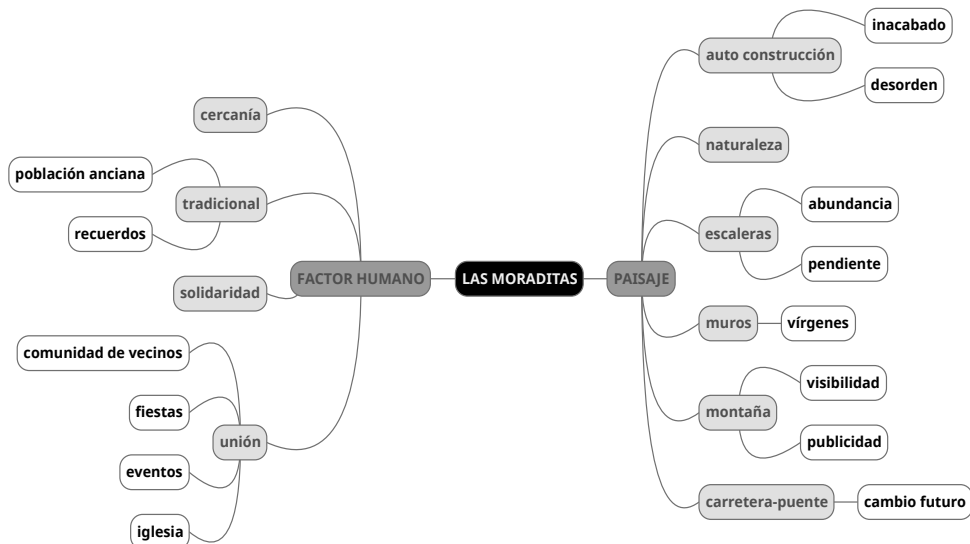 LAS MORADITAS
FACTOR HUMANO
cercanía
tradicional
población anciana
recuerdos
solidaridad
unión
comunidad de vecinos
fiestas
eventos
iglesia
PAISAJE
auto construcción
inacabado
desorden
naturaleza
escaleras
abundancia
pendiente
muros
vírgenes
montaña
visibilidad
publicidad
carretera-puente
cambio futuro